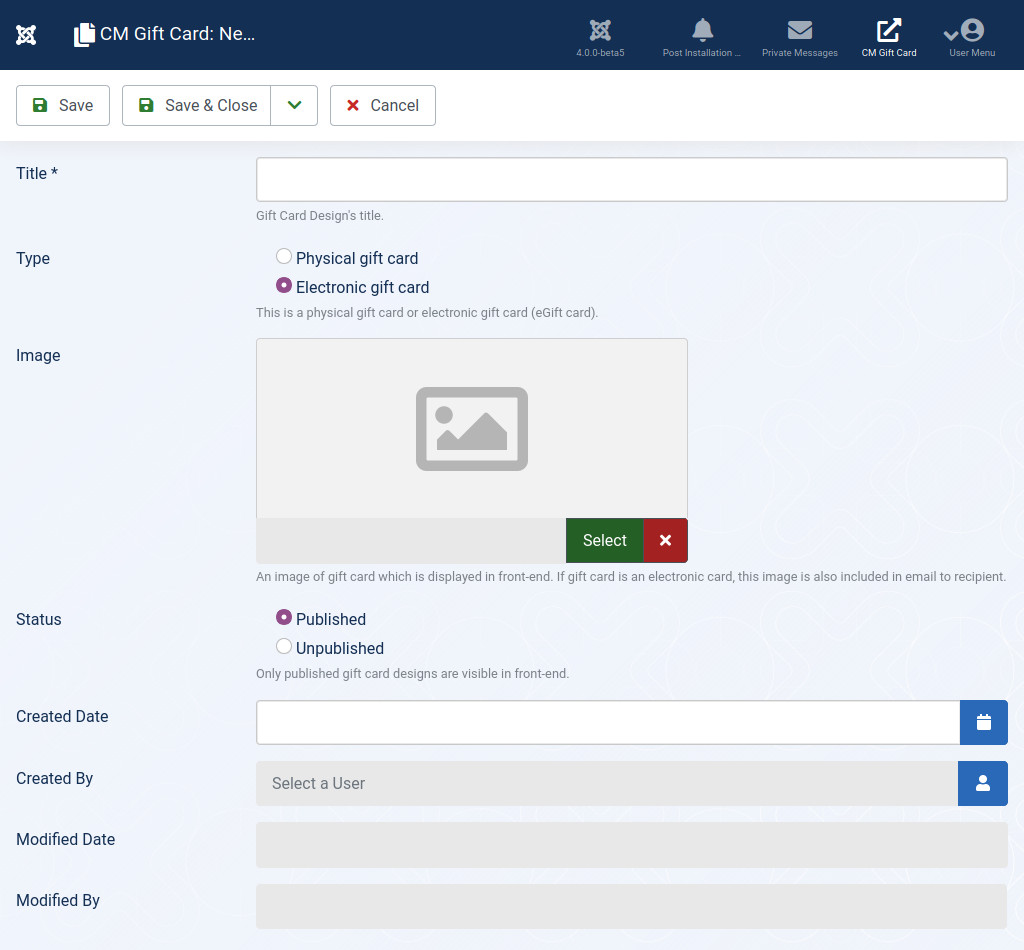 CM Gift Card: Ne...
4.0.0-beta5
Post Installation ...
Private Messages
CM Gift Card
User Menu
Save
Save & Close
Cancel
Title *
Gift Card Design's title.
Type
Physical gift card
Electronic gift card
This is a physical gift card or electronic gift card (eGift card).
Image
Select
An image of gift card which is displayed in front-end. If gift card is an electronic card, this image is also included in email to recipient.
Status
Published
Unpublished
Only published gift card designs are visible in front-end.
Created Date
Created By
Select a User
Modified Date
Modified By